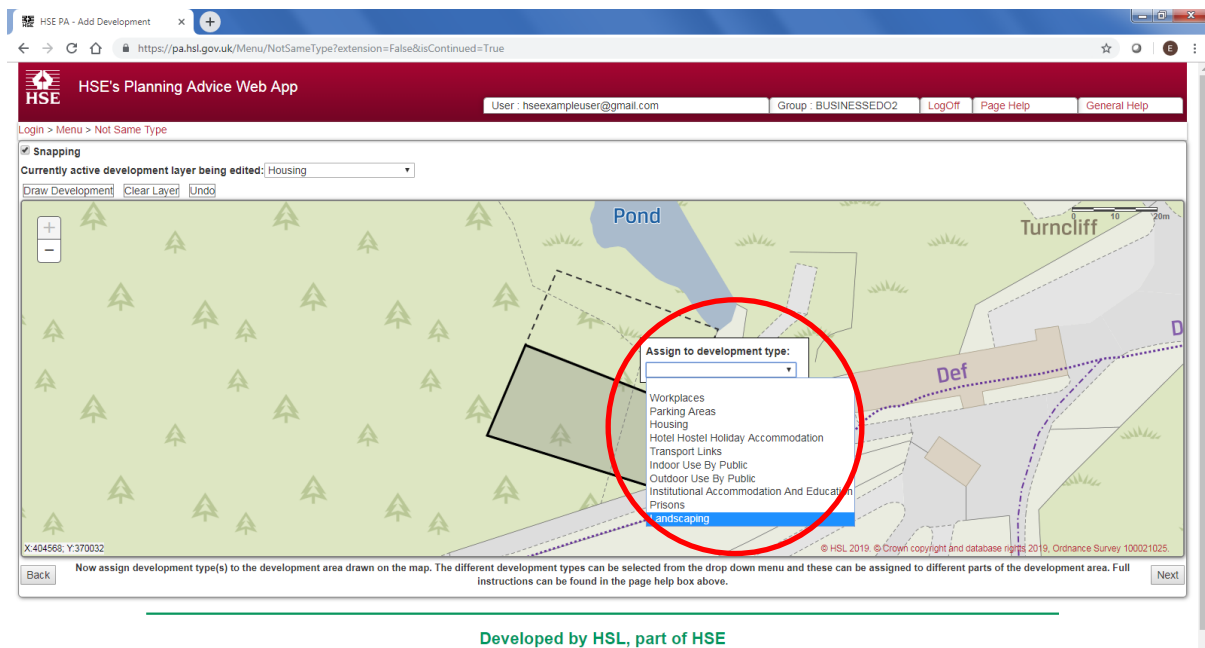 HSE PA - Add Development
https://pa.hsl.gov.uk/Menu/NotSameType?extension=False&isContinued=True
E
HSE
HSE's Planning Advice Web App
User : hseexampleuser@gmail.com
Group : BUSINESSEDO2
LogOff
Page Help
General Help
Login > Menu > Not Same Type
Snapping
Currently active development layer being edited: Housing
Draw Development
Clear Layer
Undo
+
−
Pond
0 10 20m
Turncliff
D
Assign to development type:
Def
Workplaces
Parking Areas
Housing
Hotel Hostel Holiday Accommodation
Transport Links
Indoor Use By Public
Outdoor Use By Public
Institutional Accommodation And Education
Prisons
Landscaping
X:404568; Y:370032
© HSL 2019. © Crown copyright and database rights 2019, Ordnance Survey 100021025.
Back
Now assign development type(s) to the development area drawn on the map. The different development types can be selected from the drop down menu and these can be assigned to different parts of the development area. Full
instructions can be found in the page help box above.
Next
Developed by HSL, part of HSE